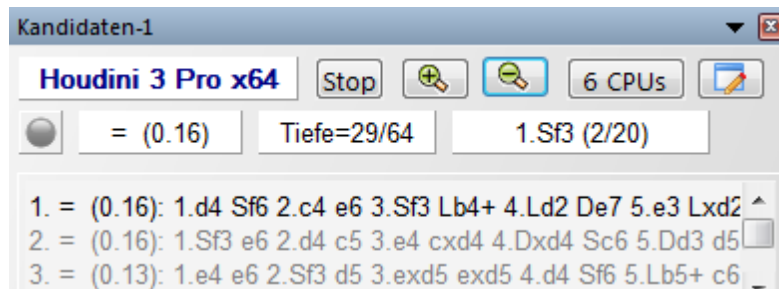 Kandidaten-1
Houdini 3 Pro x64 Stop 6 CPUs
= (0.16) Tiefe=29/64 1.Sf3 (2/20)
1. = (0.16): 1.d4 Sf6 2.c4 e6 3.Sf3 Lb4+ 4.Ld2 De7 5.e3 Lxd2
2. = (0.16): 1.Sf3 e6 2.d4 c5 3.e4 cxd4 4.Dxd4 Sc6 5.Dd3 d5
3. = (0.13): 1.e4 e6 2.Sf3 d5 3.exd5 exd5 4.d4 Sf6 5.Lb5+ c6